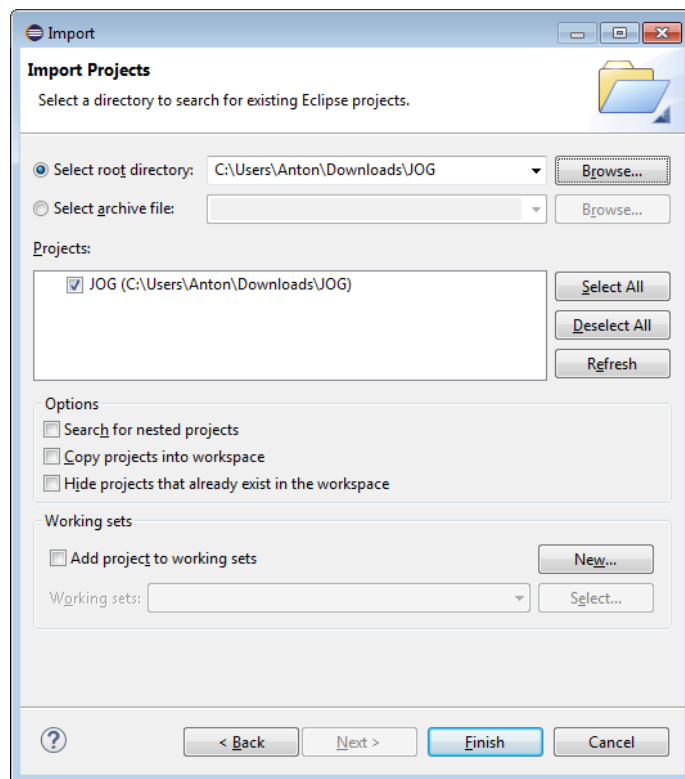 Import
Import Projects
Select a directory to search for existing Eclipse projects.
Select root directory: C:\Users\Anton\Downloads\JOG Browse...
Select archive file: Browse...
Projects:
JOG (C:\Users\Anton\Downloads\JOG)
Select All
Deselect All
Refresh
Options
Search for nested projects
Copy projects into workspace
Hide projects that already exist in the workspace
Working sets
Add project to working sets New...
Working sets: Select...
? < Back Next > Finish Cancel